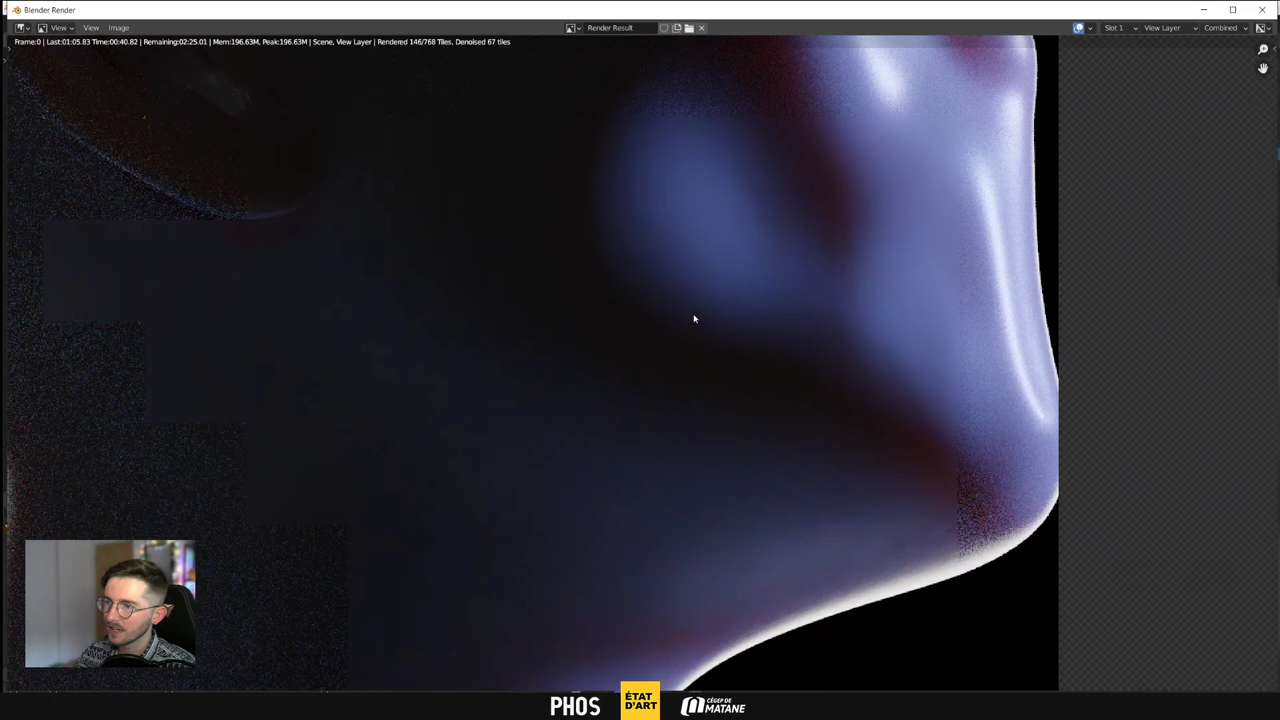 Blender Render
View View Image Render Result Slot 1 View Layer Combined
Frame:0 | Last:01:05.83 Time:00:40.82 | Remaining:02:25.01 | Mem:196.63M, Peak:196.63M | Scene, View Layer | Rendered 146/768 Tiles, Denoised 67 tiles
PHOS
ÉTAT
D'ART
CÉGEP DE
MATANE